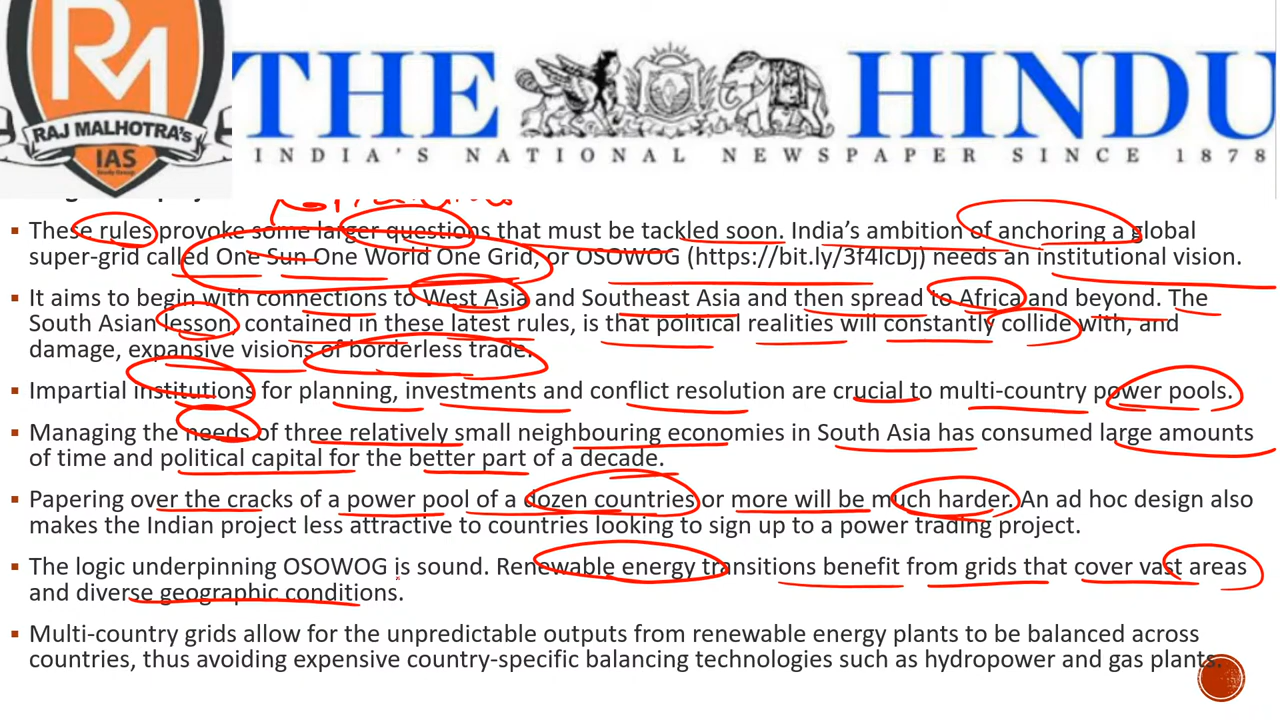 RM
RAJ MALHOTRA's
IAS
Study Group
THE HINDU
INDIA'S NATIONAL NEWSPAPER SINCE 1878
These rules provoke some larger questions that must be tackled soon. India's ambition of anchoring a global
super-grid called One Sun One World One Grid, or OSOWOG (https://bit.ly/3f4lcDj) needs an institutional vision.
It aims to begin with connections to West Asia and Southeast Asia and then spread to Africa and beyond. The
South Asian lesson, contained in these latest rules, is that political realities will constantly collide with, and
damage, expansive visions of borderless trade.
Impartial institutions for planning, investments and conflict resolution are crucial to multi-country power pools.
Managing the needs of three relatively small neighbouring economies in South Asia has consumed large amounts
of time and political capital for the better part of a decade.
Papering over the cracks of a power pool of a dozen countries or more will be much harder. An ad hoc design also
makes the Indian project less attractive to countries looking to sign up to a power trading project.
The logic underpinning OSOWOG is sound. Renewable energy transitions benefit from grids that cover vast areas
and diverse geographic conditions.
Multi-country grids allow for the unpredictable outputs from renewable energy plants to be balanced across
countries, thus avoiding expensive country-specific balancing technologies such as hydropower and gas plants.